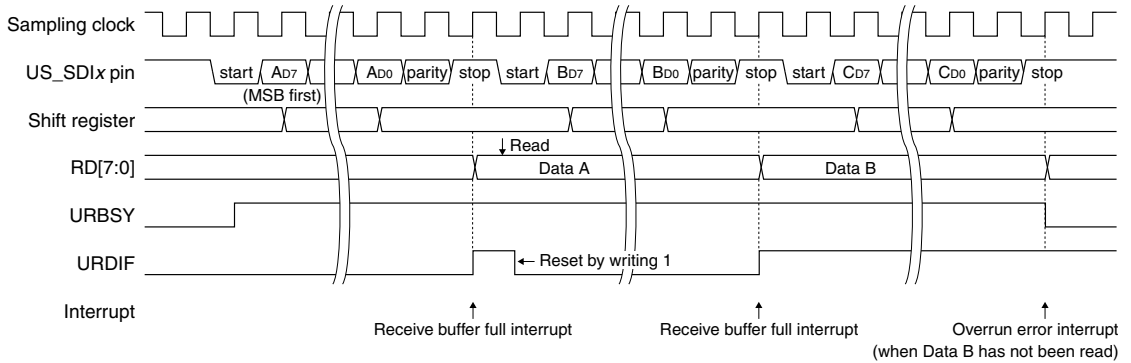 Sampling clock
US_SDIx pin start AD7 AD0 parity stop start BD7 BD0 parity stop start CD7 CD0 parity stop
(MSB first)
Shift register
Read
RD[7:0] Data A Data B
URBSY
URDIF Reset by writing 1
Interrupt
Receive buffer full interrupt Receive buffer full interrupt Overrun error interrupt
(when Data B has not been read)